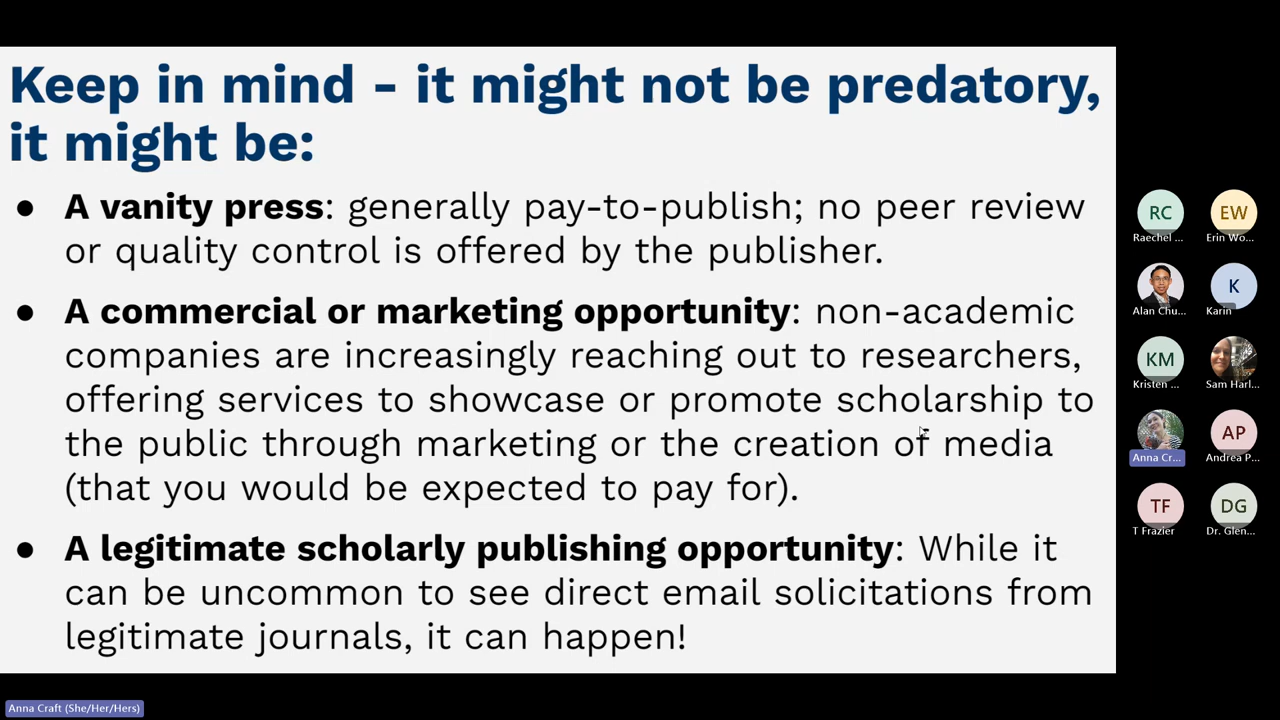 Keep in mind - it might not be predatory,
it might be:
● A vanity press: generally pay-to-publish; no peer review
or quality control is offered by the publisher.
● A commercial or marketing opportunity: non-academic
companies are increasingly reaching out to researchers,
offering services to showcase or promote scholarship to
the public through marketing or the creation of media
(that you would be expected to pay for).
● A legitimate scholarly publishing opportunity: While it
can be uncommon to see direct email solicitations from
legitimate journals, it can happen!
RC
EW
Raechel ...
Erin Wo...
K
Alan Chu...
Karin
KM
Kristen ...
Sam Harl...
AP
Anna Cr...
Andrea P...
TF
DG
T Frazier
Dr. Glen...
Anna Craft (She/Her/Hers)